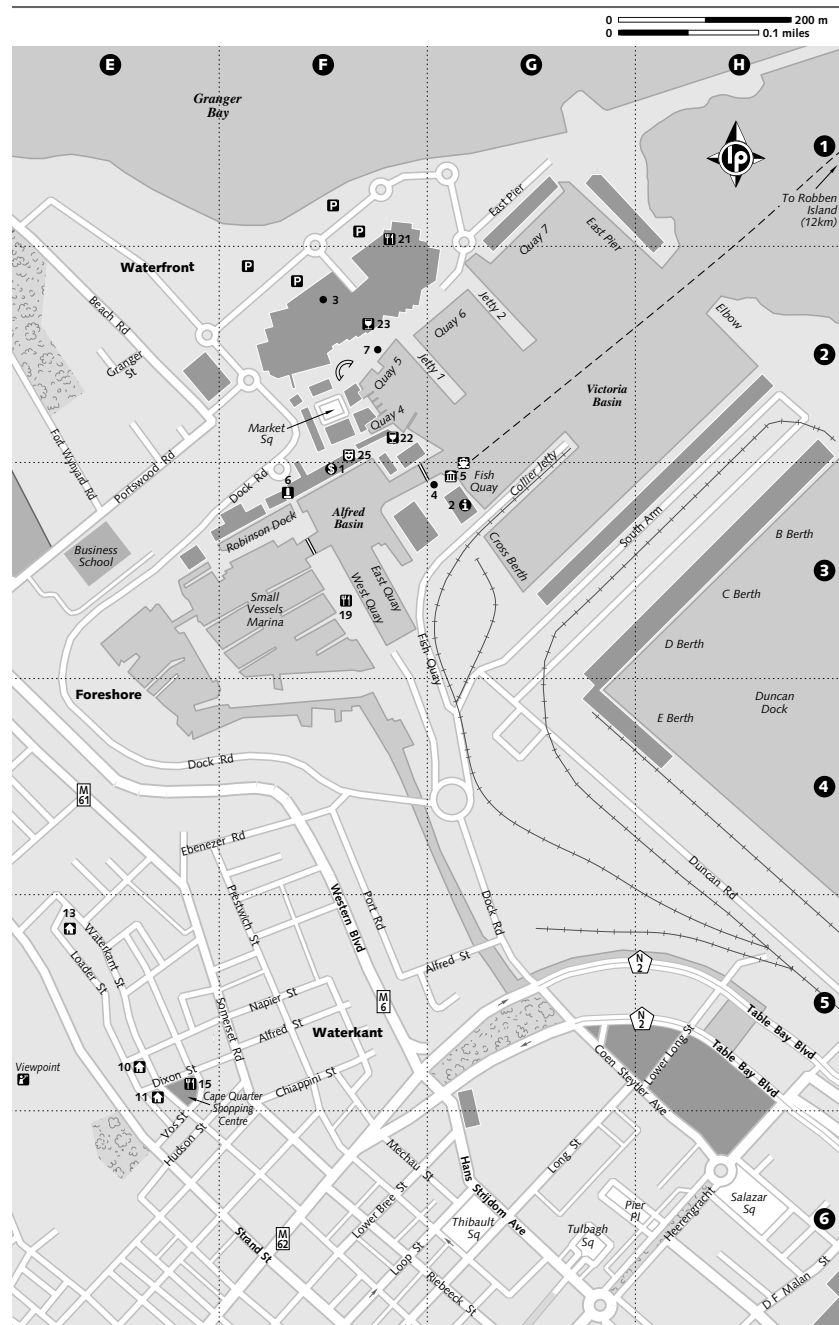 0 200 m
0 0.1 miles
E
F
G
H
Granger
Bay
1
lp
To Robben
Island
(12km)
East Pier
East Pier
Quay 7
P
P
P
P
21
Waterfront
3
23
7
Beach Rd
Granger
St
Quay 6
Jetty 2
Jetty 1
Quay 5
Elbow
2
Victoria
Basin
Market
Sq
Quay 4
22
25
$ 1
6
Fort Wynyard Rd
Portswood Rd
Dock Rd
5
Fish
Quay
4
2 i
Collier Jetty
Alfred
Basin
Robinson Dock
Business
School
Cross Berth
South Arm
B Berth
3
C Berth
D Berth
E Berth
Small
Vessels
Marina
East Quay
West Quay
19
Fish Quay
Foreshore
Duncan
Dock
Dock Rd
M
61
4
Ebenezer Rd
Prestwich St
Western Blvd
Port Rd
Duncan Rd
Dock Rd
13
Waterkant St
Loader St
Alfred St
N
2
Napier St
Somerset Rd
Alfred St
M
6
Waterkant
N
2
5
Table Bay Blvd
Lower Long St
Table Bay Blvd
Coen Steytler Ave
Viewpoint
10
Dixon St
15
11
Cape Quarter
Shopping
Centre
Chiappini St
Vos St
Hudson St
Mechau St
Hans Strijdom Ave
Long St
Lower Bree St
Thibault
Sq
Pier
Pl
Salazar
Sq
Heerengracht
Tulbagh
Sq
6
Strand St
M
62
Loop St
Riebeeck St
D F Malan St